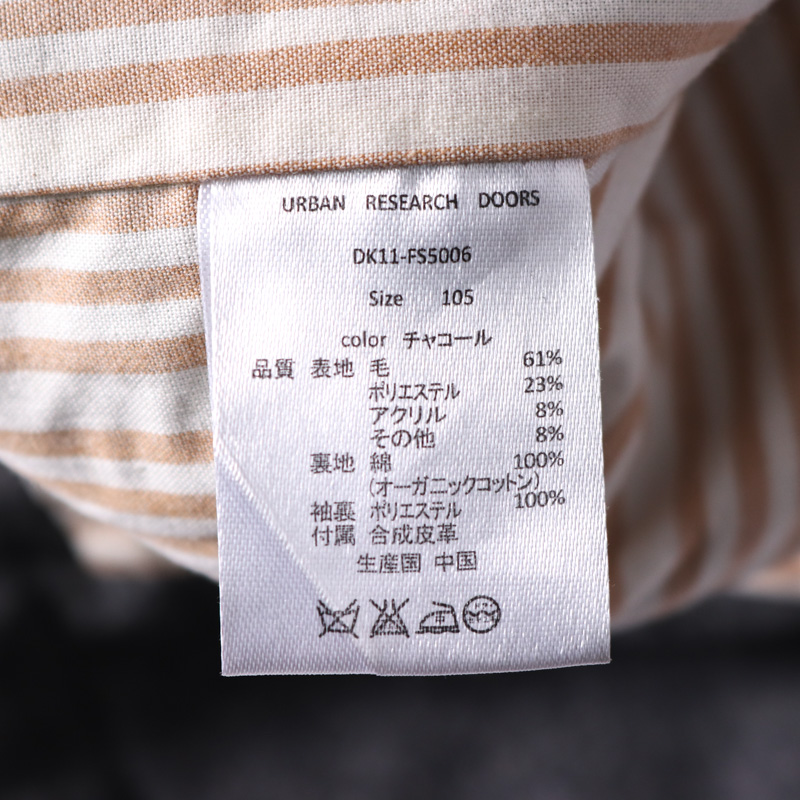 URBAN RESEARCH DOORS
DK11-FS5006
Size 105
color チャコール
品質 表地 毛 61%
ポリエステル 23%
アクリル 8%
その他 8%
裏地 綿 100%
(オーガニックコットン)
袖裏 ポリエステル 100%
付属 合成皮革
生産国 中国